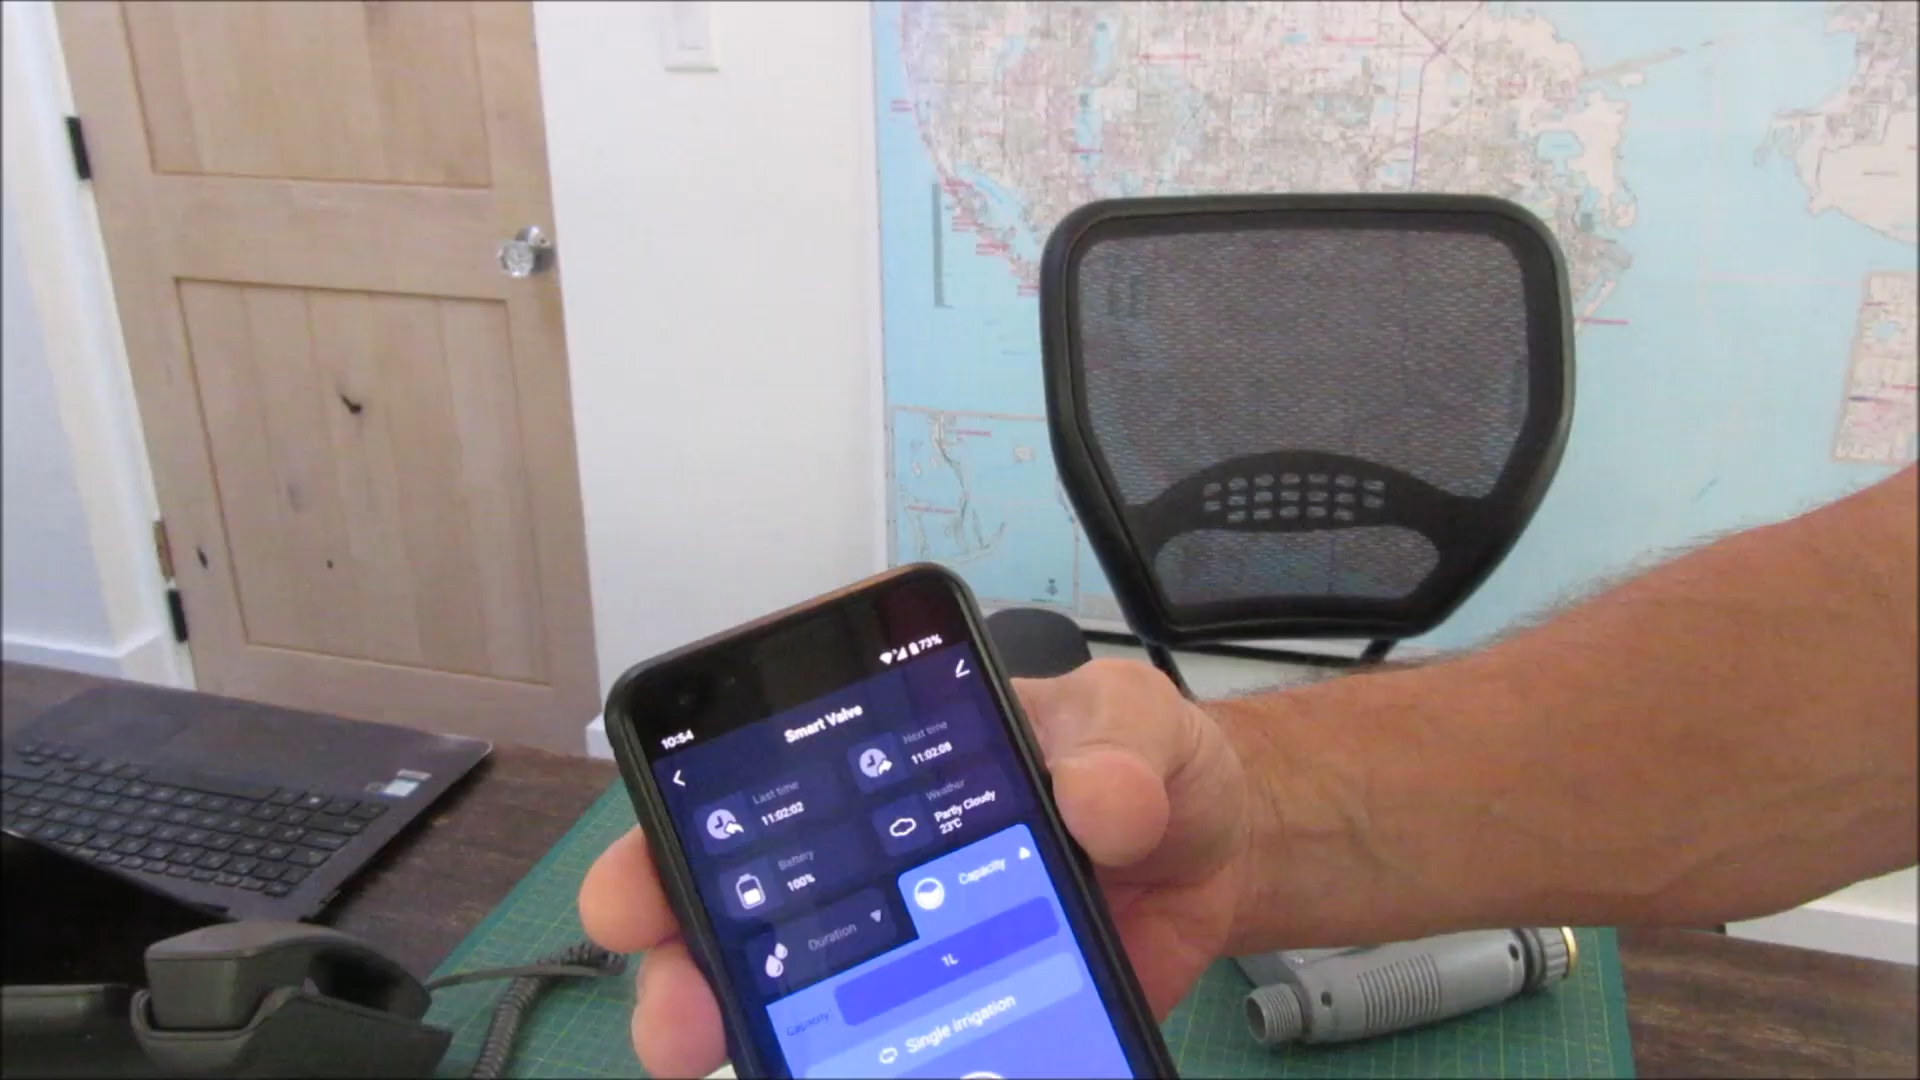 73%
10:54
Smart Valve
Last time
11:02:02
Next time
11:02:08
Battery
100%
Weather
Partly Cloudy
23℃
Duration
Capacity
Capacity:
1L
Single irrigation